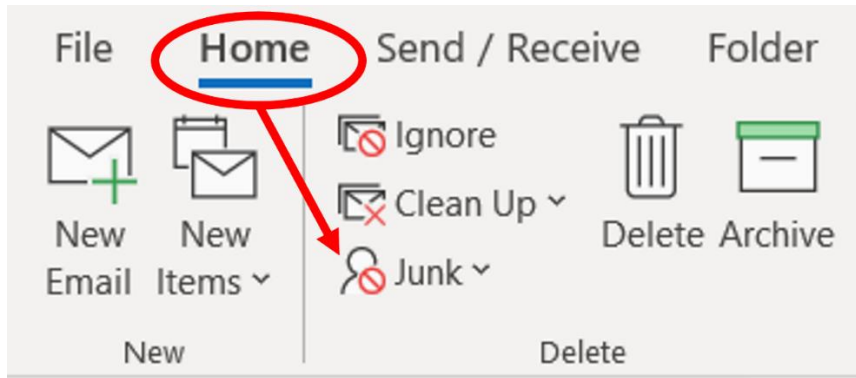 File Home Send / Receive Folder
Ignore
Clean Up
Junk
New Email
New Items
Delete Archive
New
Delete